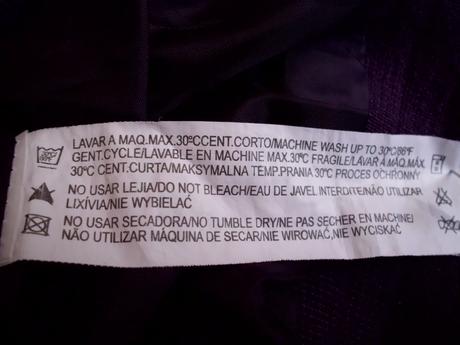 LAVAR A MAQ.MAX.30ºCCENT.CORTO/MACHINE WASH UP TO 30ºC/86ºF
GENT.CYCLE/LAVABLE EN MACHINE MAX.30ºC FRAGILE/LAVAR Á MÁQ.MÁX
30ºC CENT.CURTA/MAKSYMALNA TEMP.PRANIA 30ºC PROCES OCHRONNY
NO USAR LEJIA/DO NOT BLEACH/EAU DE JAVEL INTERDITE/NÃO UTILIZAR
LIXÍVIA/NIE WYBIELAĆ
NO USAR SECADORA/NO TUMBLE DRY/NE PAS SECHER EN MACHINE/
NÃO UTILIZAR MÁQUINA DE SECAR/NIE WIROWAĆ,NIE WYCISKAĆ